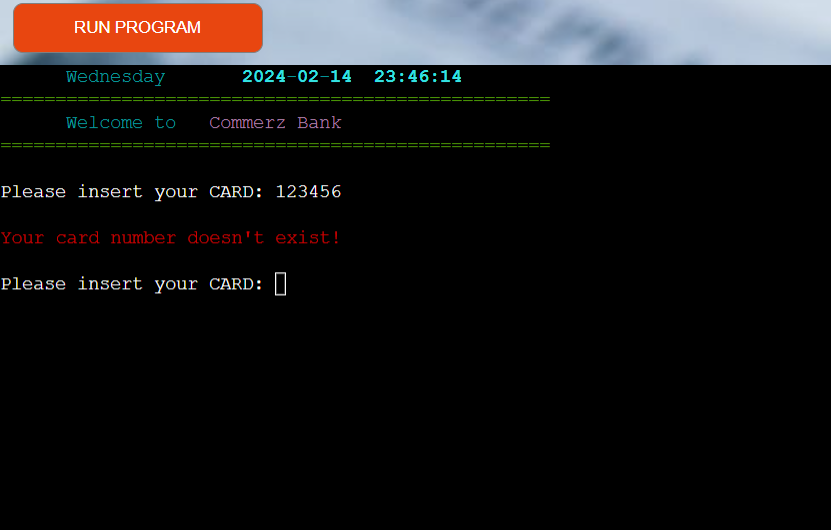 RUN PROGRAM
Wednesday 2024-02-14 23:46:14
==================================================
Welcome to Commerz Bank
==================================================
Please insert your CARD: 123456
Your card number doesn't exist!
Please insert your CARD: